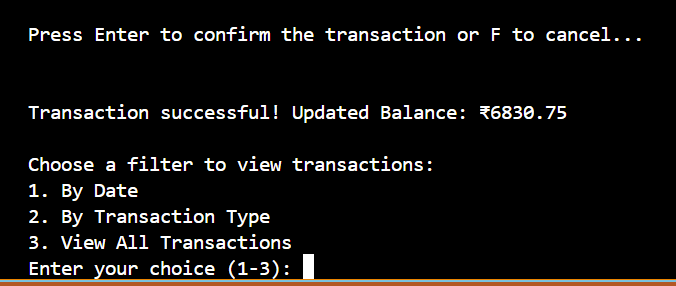 Press Enter to confirm the transaction or F to cancel...
Transaction successful! Updated Balance: ₹6830.75
Choose a filter to view transactions:
1. By Date
2. By Transaction Type
3. View All Transactions
Enter your choice (1-3):